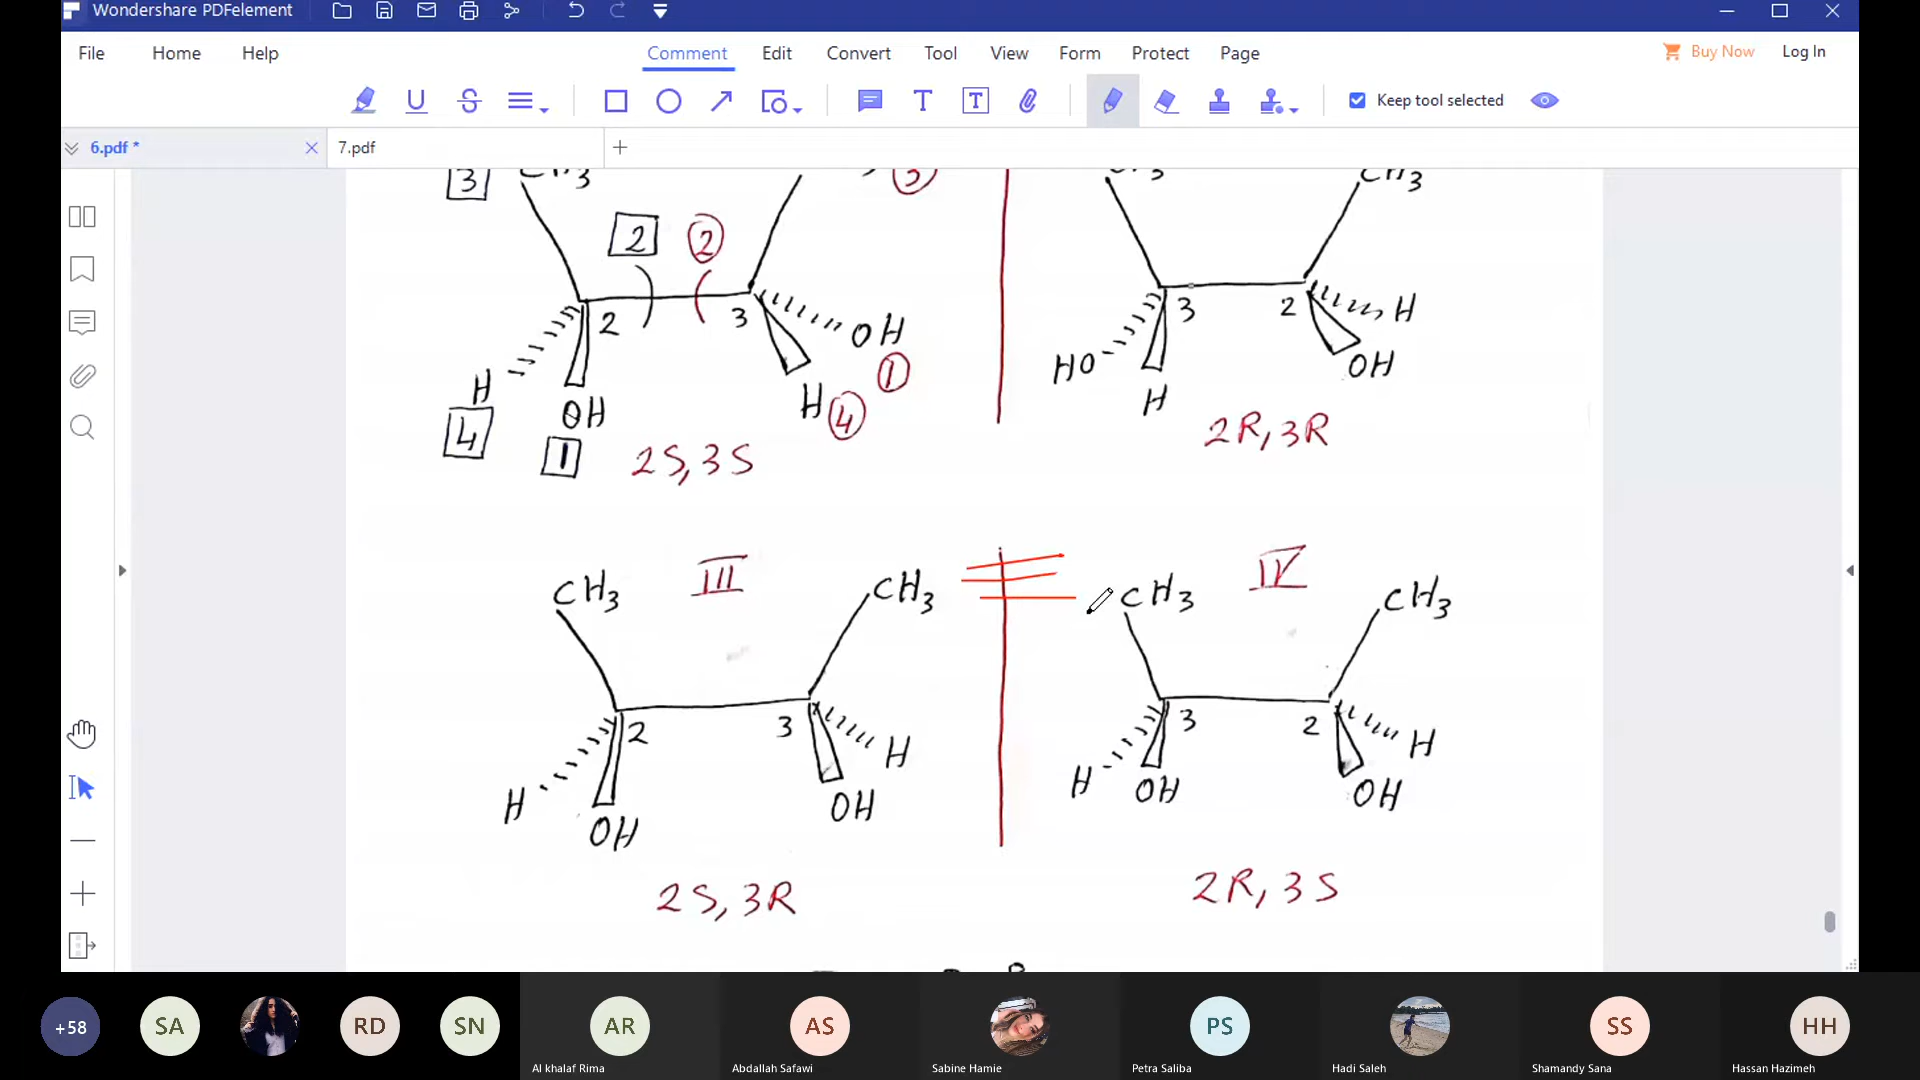 Wondershare PDFelement
File Home Help Comment Edit Convert Tool View Form Protect Page Buy Now Log In
Keep tool selected
6.pdf * 7.pdf
3 CH3 3 CH3 CH3
2 2
2 3 OH 3 2 H
H OH H 1 HO H OH
4 1 4
2S, 3S 2R, 3R
III IV
CH3 CH3 CH3 CH3
2 3 H 3 2 H
H OH OH H OH OH
2S, 3R 2R, 3S
+58 SA RD SN AR AS PS SS HH
Al khalaf Rima Abdallah Safawi Sabine Hamie Petra Saliba Hadi Saleh Shamandy Sana Hassan Hazimeh